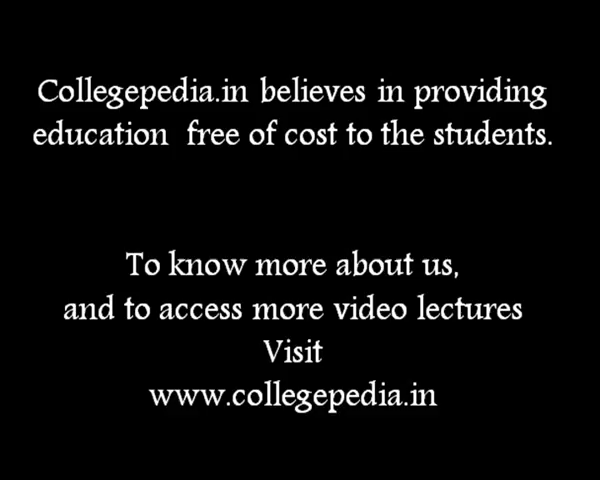 Collegepedia.in believes in providing
education free of cost to the students.
To know more about us,
and to access more video lectures
Visit
www.collegepedia.in